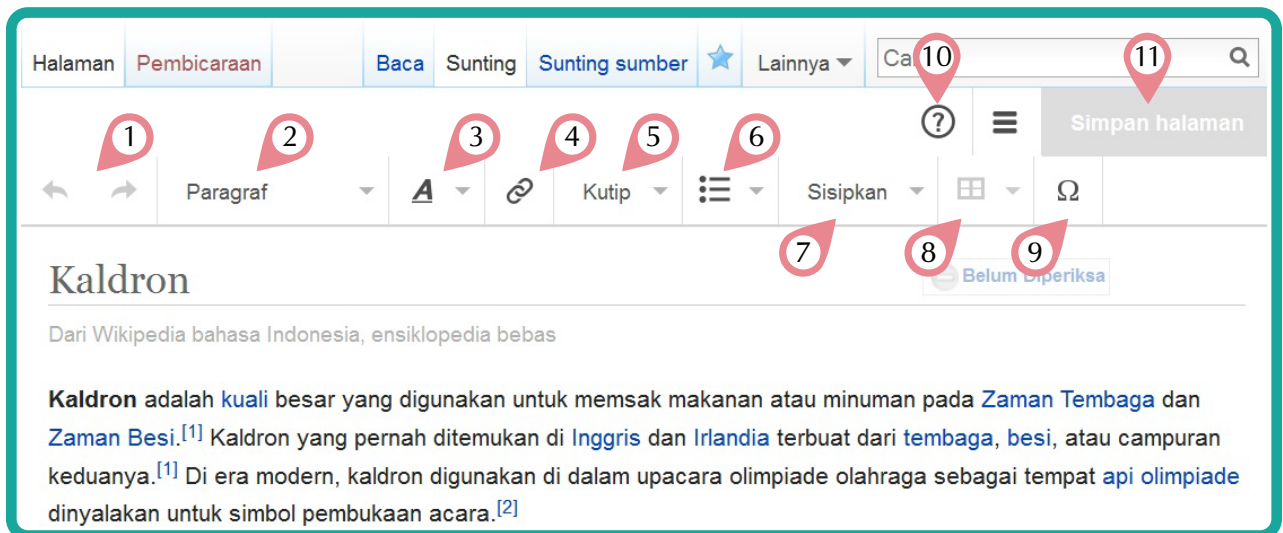 Halaman Pembicaraan Baca Sunting Sunting sumber Lainnya Ca
10 11
Simpan halaman
1 2 3 4 5 6
Paragraf A Kutip Sisipkan Ω
7 8 9
Kaldron
Belum Diperiksa
Dari Wikipedia bahasa Indonesia, ensiklopedia bebas
Kaldron adalah kuali besar yang digunakan untuk memsak makanan atau minuman pada Zaman Tembaga dan
Zaman Besi.[1] Kaldron yang pernah ditemukan di Inggris dan Irlandia terbuat dari tembaga, besi, atau campuran
keduanya.[1] Di era modern, kaldron digunakan di dalam upacara olimpiade olahraga sebagai tempat api olimpiade
dinyalakan untuk simbol pembukaan acara.[2]